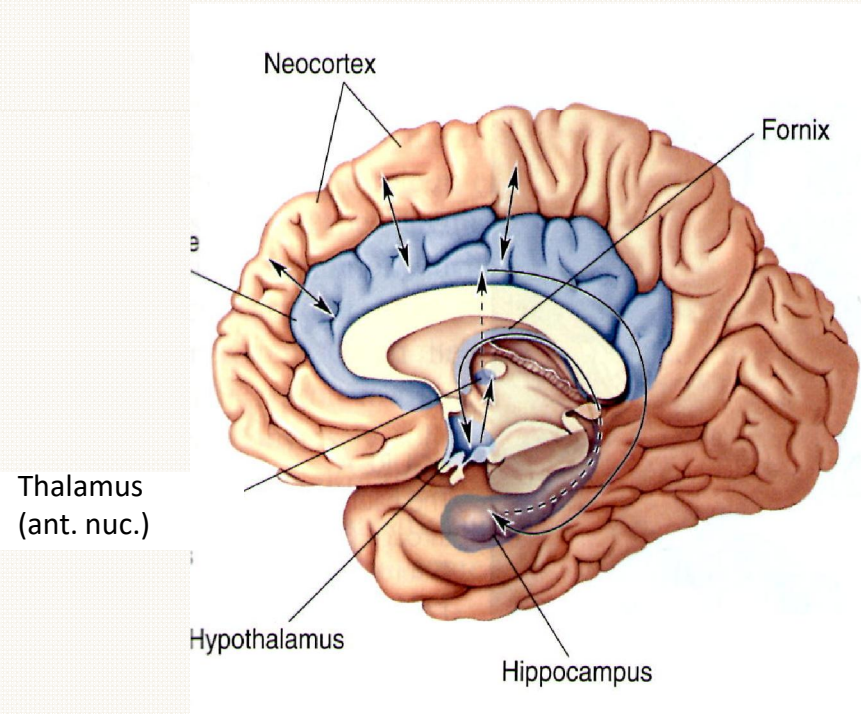 Neocortex
Fornix
Thalamus
(ant. nuc.)
Hypothalamus
Hippocampus